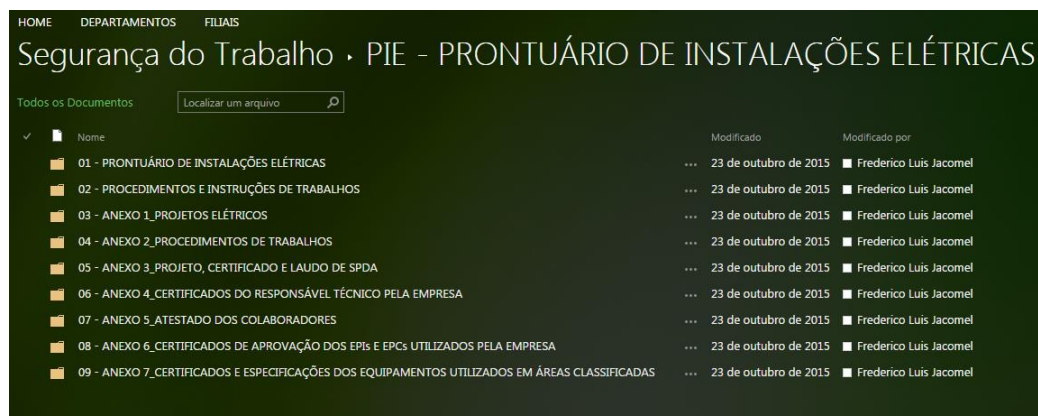 HOME DEPARTAMENTOS FILIAIS
Segurança do Trabalho ▸ PIE - PRONTUÁRIO DE INSTALAÇÕES ELÉTRICAS
Todos os Documentos Localizar um arquivo
Nome Modificado Modificado por
01 - PRONTUÁRIO DE INSTALAÇÕES ELÉTRICAS ... 23 de outubro de 2015 Frederico Luis Jacomel
02 - PROCEDIMENTOS E INSTRUÇÕES DE TRABALHOS ... 23 de outubro de 2015 Frederico Luis Jacomel
03 - ANEXO 1_PROJETOS ELÉTRICOS ... 23 de outubro de 2015 Frederico Luis Jacomel
04 - ANEXO 2_PROCEDIMENTOS DE TRABALHOS ... 23 de outubro de 2015 Frederico Luis Jacomel
05 - ANEXO 3_PROJETO, CERTIFICADO E LAUDO DE SPDA ... 23 de outubro de 2015 Frederico Luis Jacomel
06 - ANEXO 4_CERTIFICADOS DO RESPONSÁVEL TÉCNICO PELA EMPRESA ... 23 de outubro de 2015 Frederico Luis Jacomel
07 - ANEXO 5_ATESTADO DOS COLABORADORES ... 23 de outubro de 2015 Frederico Luis Jacomel
08 - ANEXO 6_CERTIFICADOS DE APROVAÇÃO DOS EPIs E EPCs UTILIZADOS PELA EMPRESA ... 23 de outubro de 2015 Frederico Luis Jacomel
09 - ANEXO 7_CERTIFICADOS E ESPECIFICAÇÕES DOS EQUIPAMENTOS UTILIZADOS EM ÁREAS CLASSIFICADAS ... 23 de outubro de 2015 Frederico Luis Jacomel